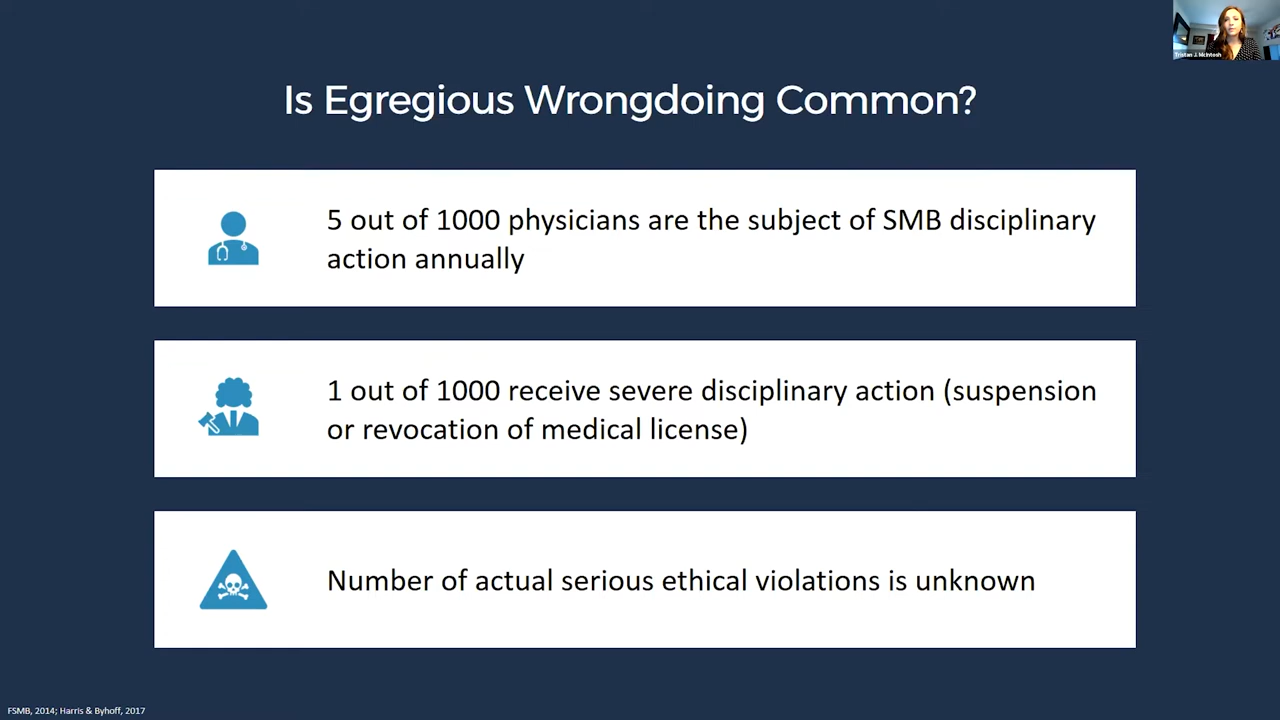 Tristan J. McIntosh
Is Egregious Wrongdoing Common?
5 out of 1000 physicians are the subject of SMB disciplinary
action annually
1 out of 1000 receive severe disciplinary action (suspension
or revocation of medical license)
Number of actual serious ethical violations is unknown
FSMB, 2014; Harris & Byhoff, 2017